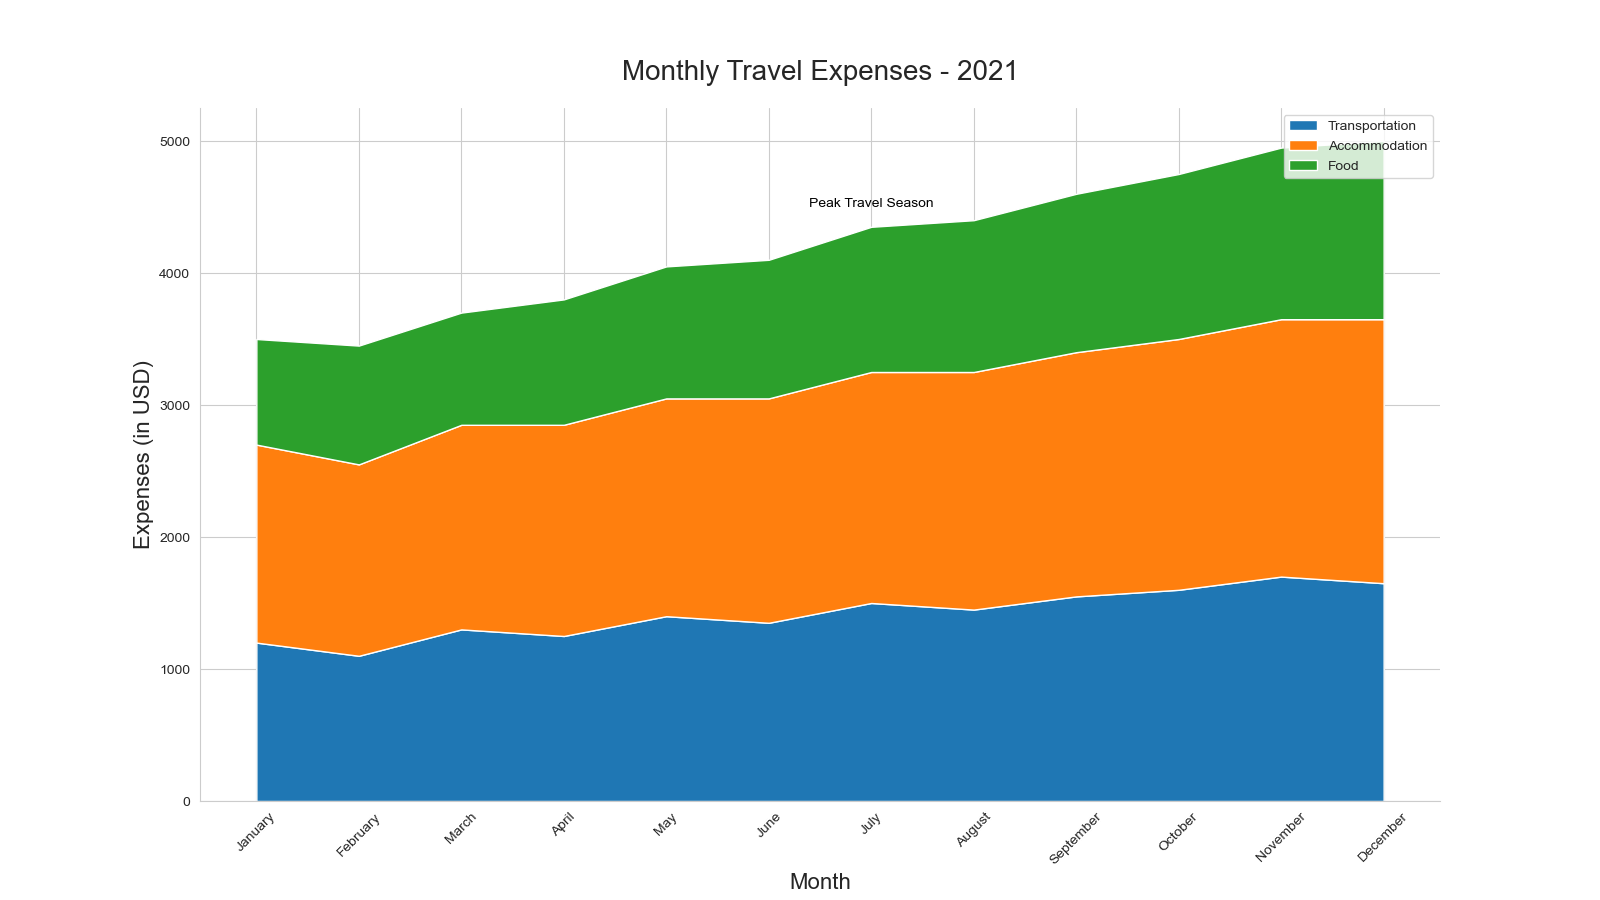 Monthly Travel Expenses - 2021
Transportation
Accommodation
Food
Peak Travel Season
Expenses (in USD)
5000
4000
3000
2000
1000
0
January
February
March
April
May
June
July
August
September
October
November
December
Month